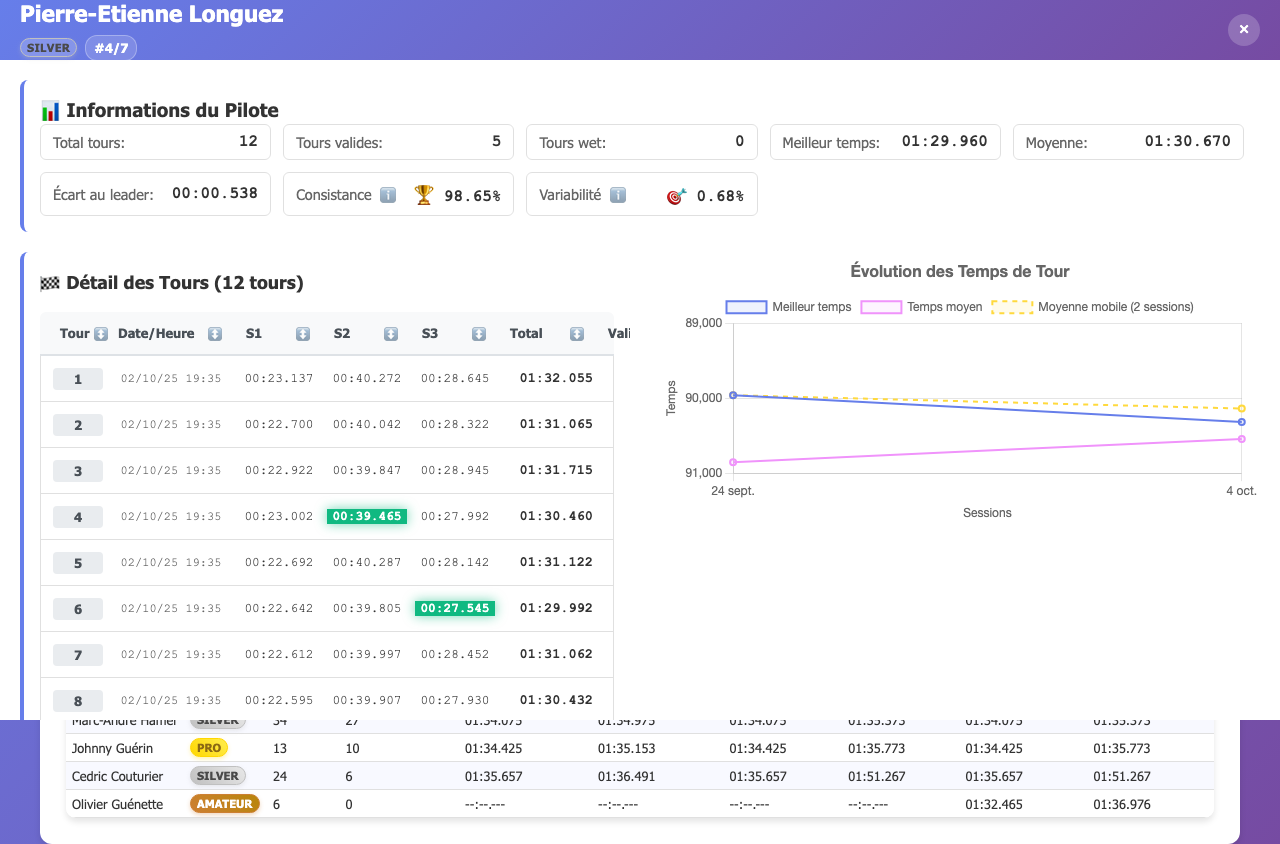 Pierre-Etienne Longuez
SILVER #4/7
×
Informations du Pilote
Total tours: 12
Tours valides: 5
Tours wet: 0
Meilleur temps: 01:29.960
Moyenne: 01:30.670
Écart au leader: 00:00.538
Consistance 98.65%
Variabilité 0.68%
Détail des Tours (12 tours)
Tour Date/Heure S1 S2 S3 Total Vali
1 02/10/25 19:35 00:23.137 00:40.272 00:28.645 01:32.055
2 02/10/25 19:35 00:22.700 00:40.042 00:28.322 01:31.065
3 02/10/25 19:35 00:22.922 00:39.847 00:28.945 01:31.715
4 02/10/25 19:35 00:23.002 00:39.465 00:27.992 01:30.460
5 02/10/25 19:35 00:22.692 00:40.287 00:28.142 01:31.122
6 02/10/25 19:35 00:22.642 00:39.805 00:27.545 01:29.992
7 02/10/25 19:35 00:22.612 00:39.997 00:28.452 01:31.062
8 02/10/25 19:35 00:22.595 00:39.907 00:27.930 01:30.432
Évolution des Temps de Tour
Meilleur temps Temps moyen Moyenne mobile (2 sessions)
89,000
90,000
91,000
Temps
24 sept. 4 oct.
Sessions
SILVER 34 27 01:34.075 01:34.975 01:34.075 01:35.373 01:34.075 01:35.373
Johnny Guérin PRO 13 10 01:34.425 01:35.153 01:34.425 01:35.773 01:34.425 01:35.773
Cedric Couturier SILVER 24 6 01:35.657 01:36.491 01:35.657 01:51.267 01:35.657 01:51.267
Olivier Guénette AMATEUR 6 0 --:--.--- --:--.--- --:--.--- --:--.--- 01:32.465 01:36.976